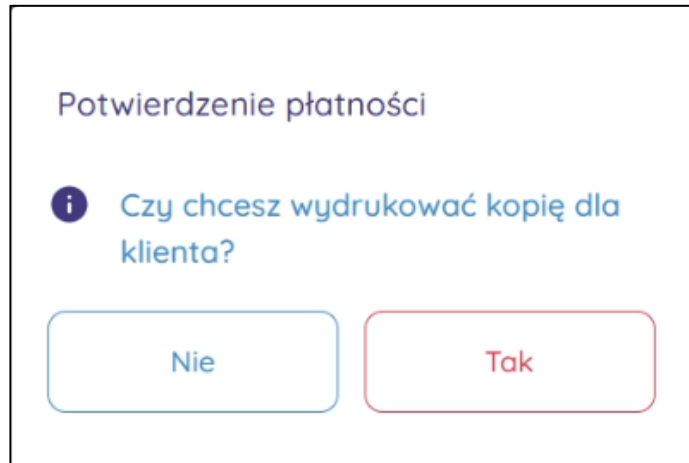 Potwierdzenie płatności
Czy chcesz wydrukować kopię dla
klienta?
Nie
Tak